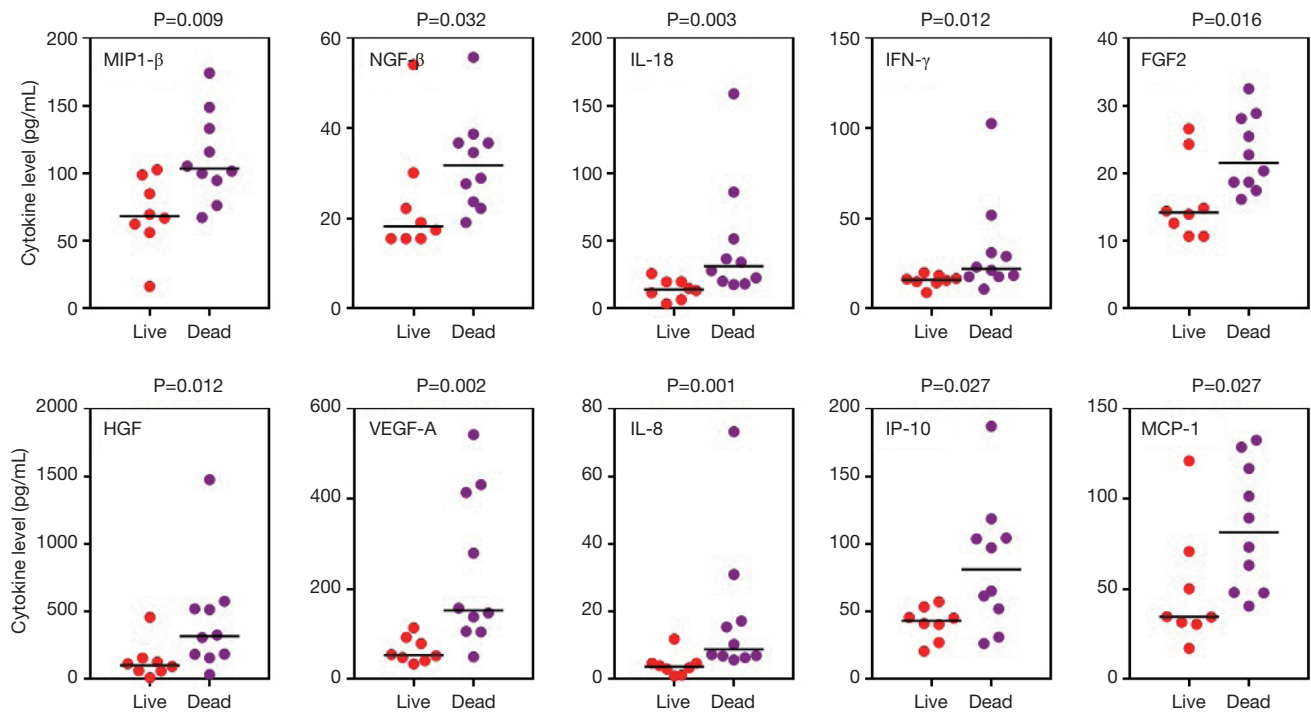 P=0.009 P=0.032 P=0.003 P=0.012 P=0.016
Cytokine level (pg/mL)
MIP1-β
200
150
100
50
0
Live Dead
NGF-β
60
40
20
0
Live Dead
IL-18
200
150
100
50
0
Live Dead
IFN-γ
150
100
50
0
Live Dead
FGF2
40
30
20
10
0
Live Dead
P=0.012 P=0.002 P=0.001 P=0.027 P=0.027
Cytokine level (pg/mL)
HGF
2000
1500
1000
500
0
Live Dead
VEGF-A
600
400
200
0
Live Dead
IL-8
80
60
40
20
0
Live Dead
IP-10
200
150
100
50
0
Live Dead
MCP-1
150
100
50
0
Live Dead